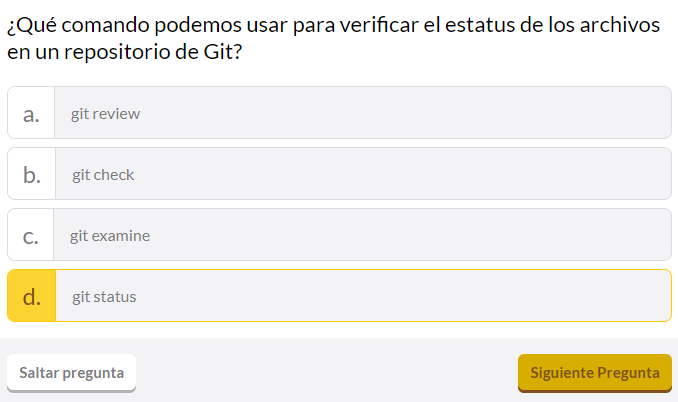 ¿Qué comando podemos usar para verificar el estatus de los archivos
en un repositorio de Git?
a. git review
b. git check
c. git examine
d. git status
Saltar pregunta Siguiente Pregunta